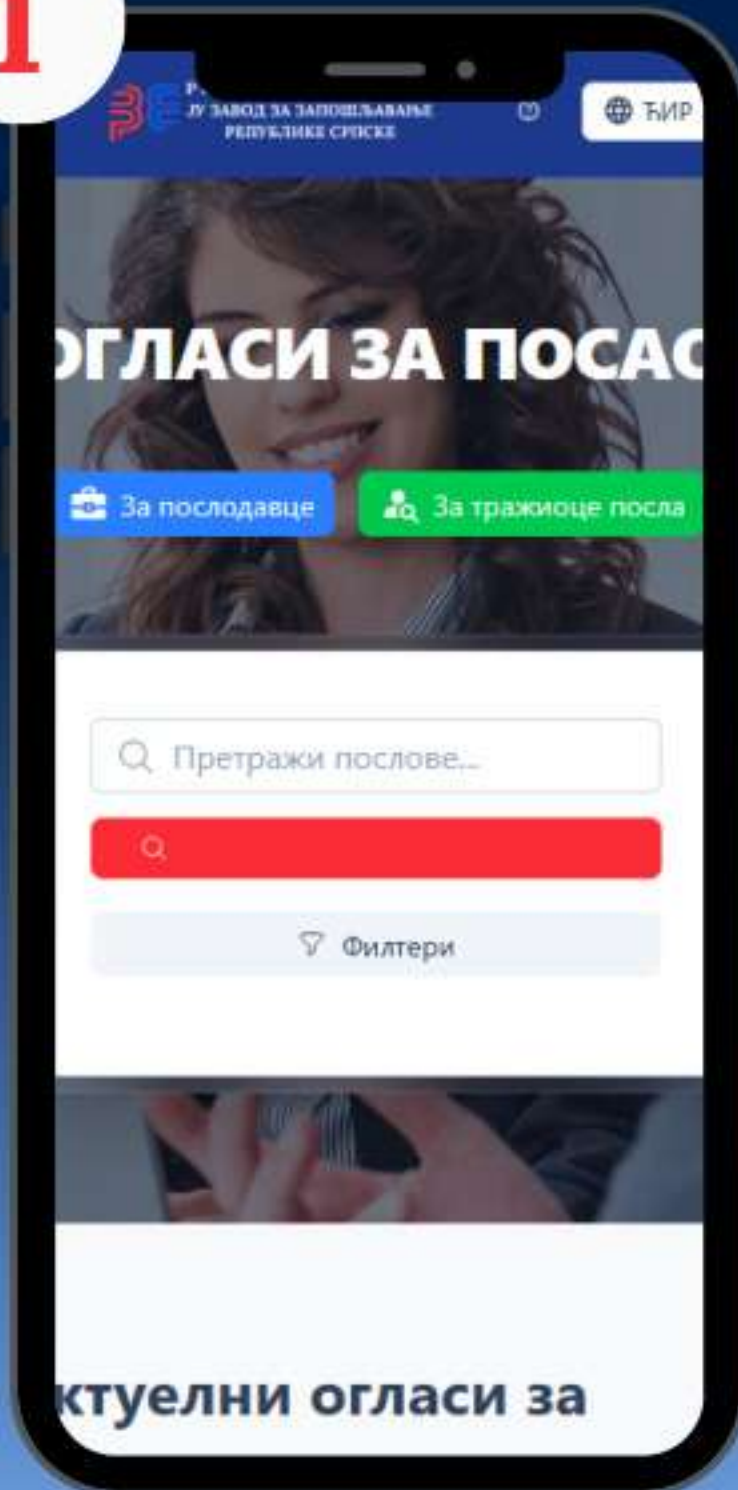 1
ЈУ ЗАВОД ЗА ЗАПОШЉАВАЊЕ
РЕПУБЛИКЕ СРПСКЕ
ЋИР
ОГЛАСИ ЗА ПОСАО
За послодавце
За тражиоце посла
Претражи послове...
Филтери
ктуелни огласи за